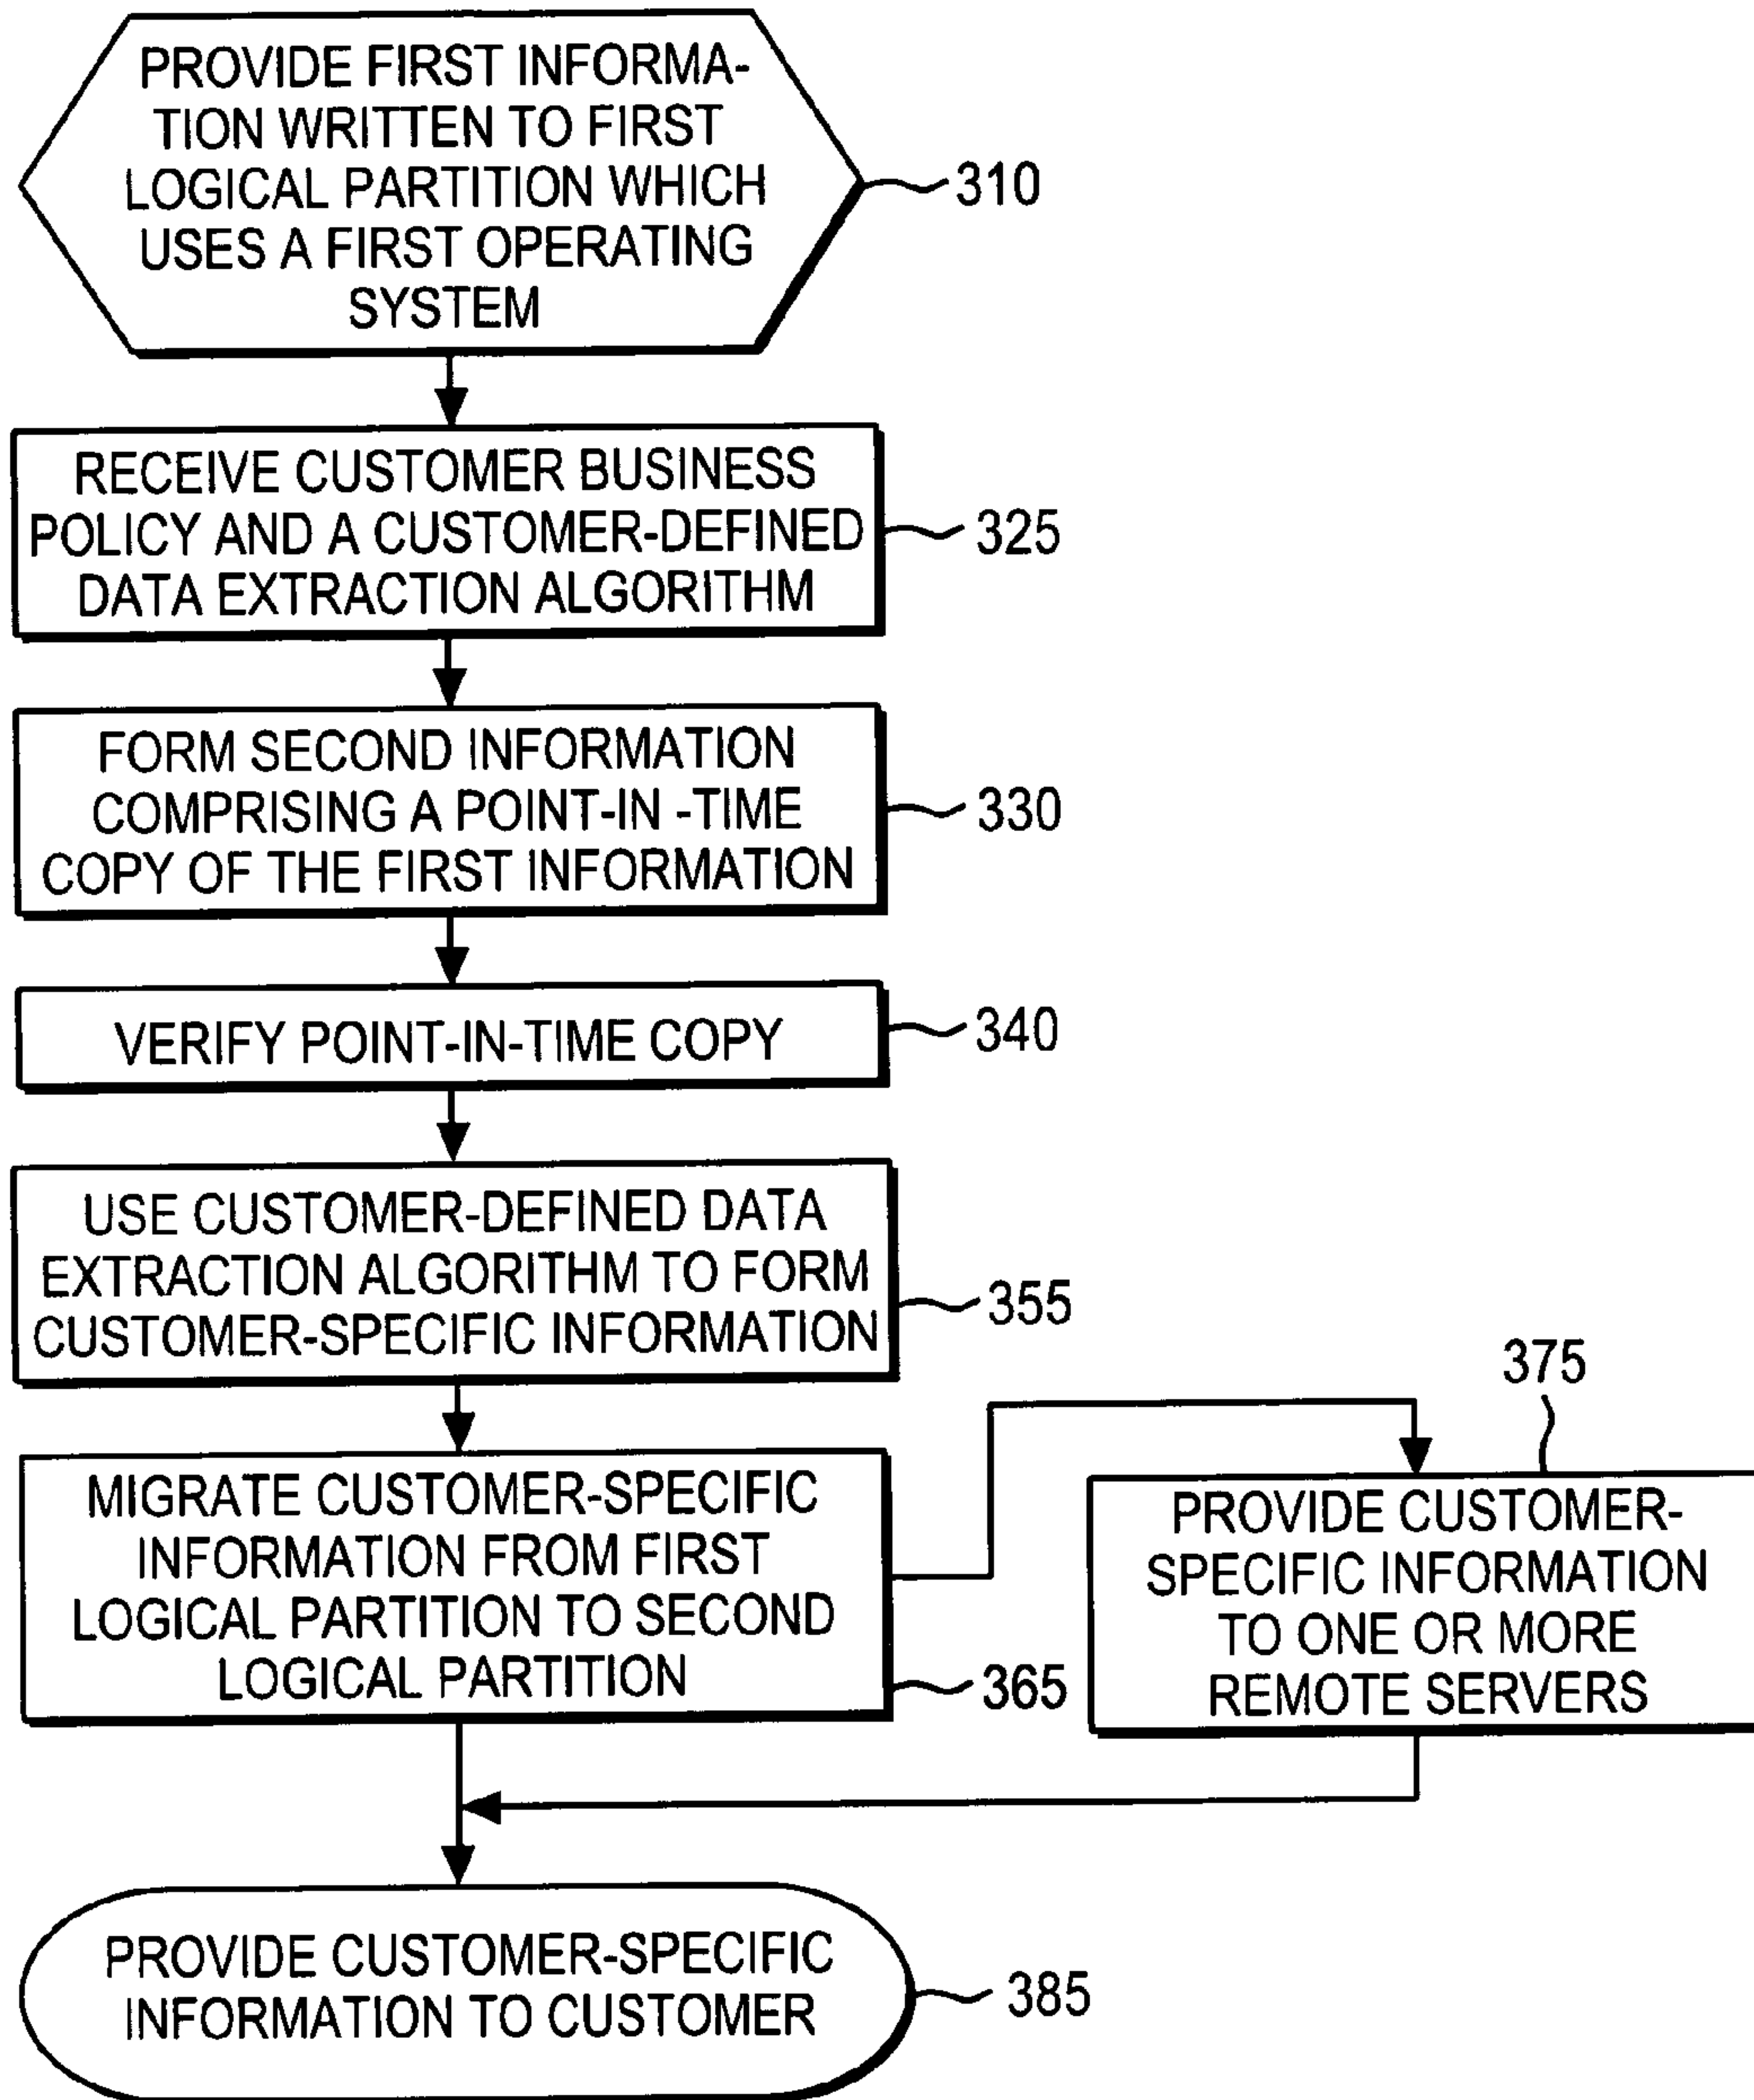 PROVIDE FIRST INFORMA-
TION WRITTEN TO FIRST
LOGICAL PARTITION WHICH
USES A FIRST OPERATING
SYSTEM
310
RECEIVE CUSTOMER BUSINESS
POLICY AND A CUSTOMER-DEFINED
DATA EXTRACTION ALGORITHM
325
FORM SECOND INFORMATION
COMPRISING A POINT-IN -TIME
COPY OF THE FIRST INFORMATION
330
VERIFY POINT-IN-TIME COPY
340
USE CUSTOMER-DEFINED DATA
EXTRACTION ALGORITHM TO FORM
CUSTOMER-SPECIFIC INFORMATION
355
MIGRATE CUSTOMER-SPECIFIC
INFORMATION FROM FIRST
LOGICAL PARTITION TO SECOND
LOGICAL PARTITION
365
375
PROVIDE CUSTOMER-
SPECIFIC INFORMATION
TO ONE OR MORE
REMOTE SERVERS
PROVIDE CUSTOMER-SPECIFIC
INFORMATION TO CUSTOMER
385